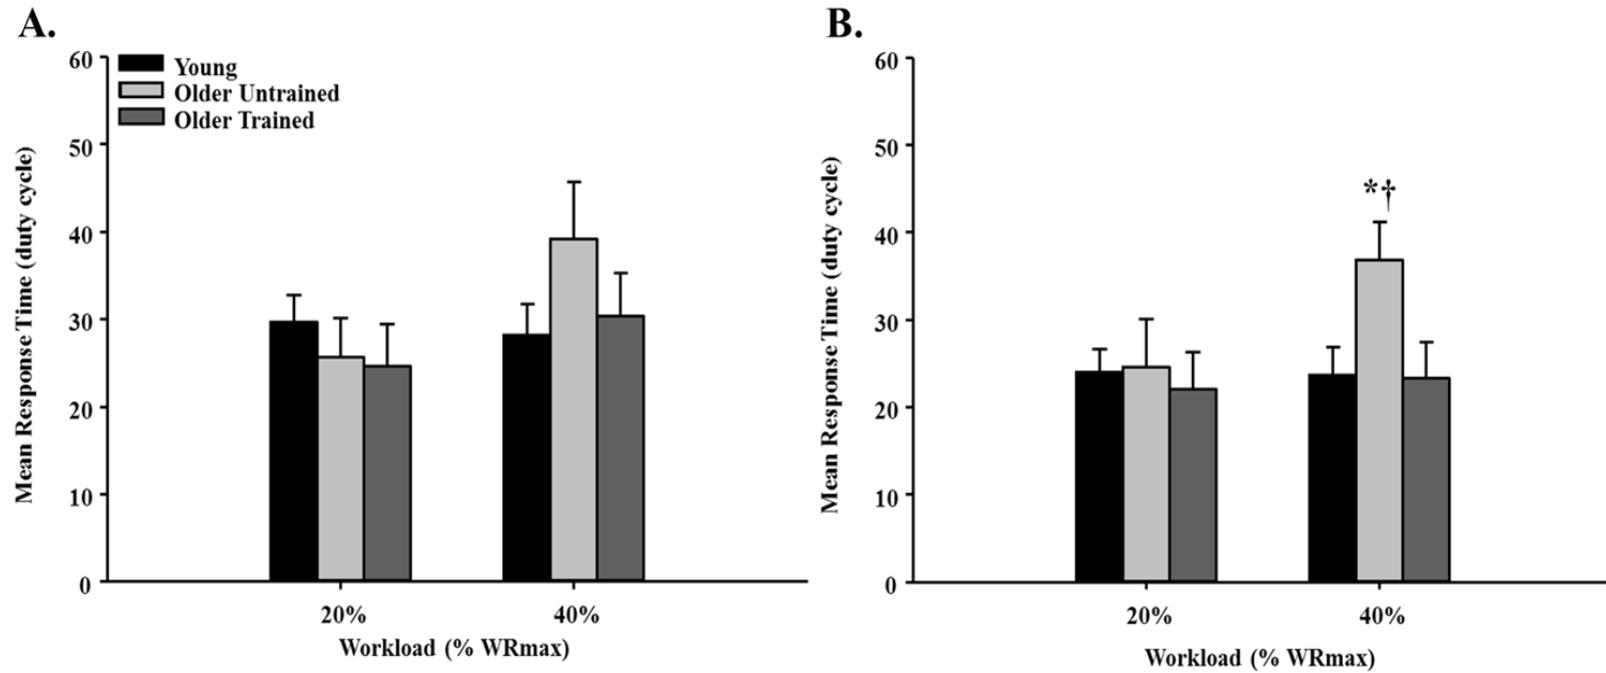 A.
60
50
40
30
20
10
0
Mean Response Time (duty cycle)
Young
Older Untrained
Older Trained
20%
40%
Workload (% WRmax)
B.
60
50
40
30
20
10
0
Mean Response Time (duty cycle)
*†
20%
40%
Workload (% WRmax)